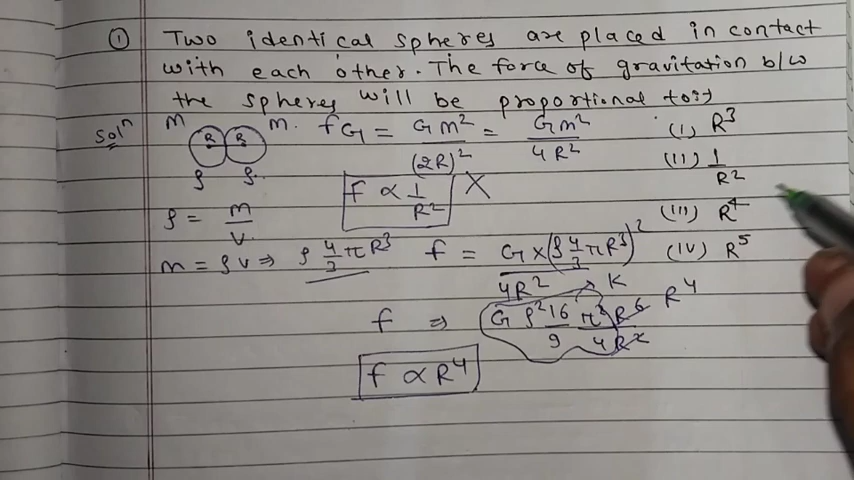 ① Two identical spheres are placed in contact
with each other. The force of gravitation b/w
the spheres will be proportional to:→
Solⁿ m R R m. fG = Gm²/(2R)² = Gm²/4R² (i) R³
ρ ρ. F ∝ 1/R² X (ii) 1/R²
ρ = m/V (iii) R⁴
m = ρV ⇒ ρ 4/3 πR³ f = G×(ρ 4/3 πR³)²/4R² (iv) R⁵
K
f ⇒ G ρ² 16 π² R⁶/9 4R² R⁴
f ∝ R⁴